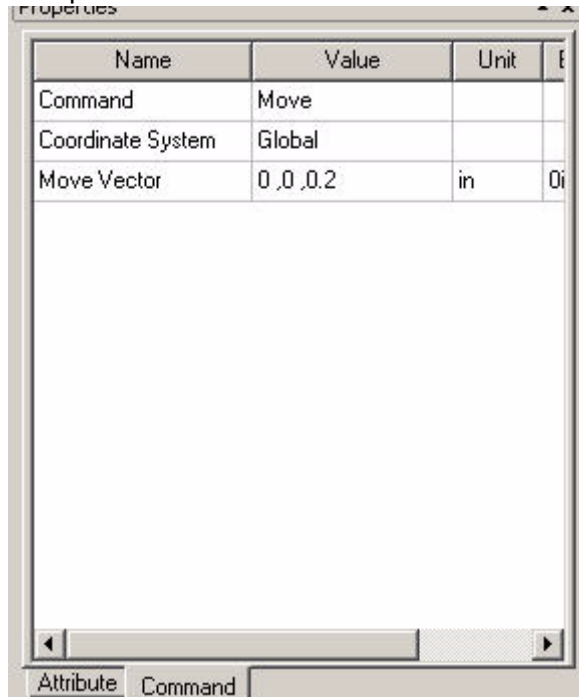 Properties
Name Value Unit
Command Move
Coordinate System Global
Move Vector 0 ,0 ,0.2 in
Attribute Command